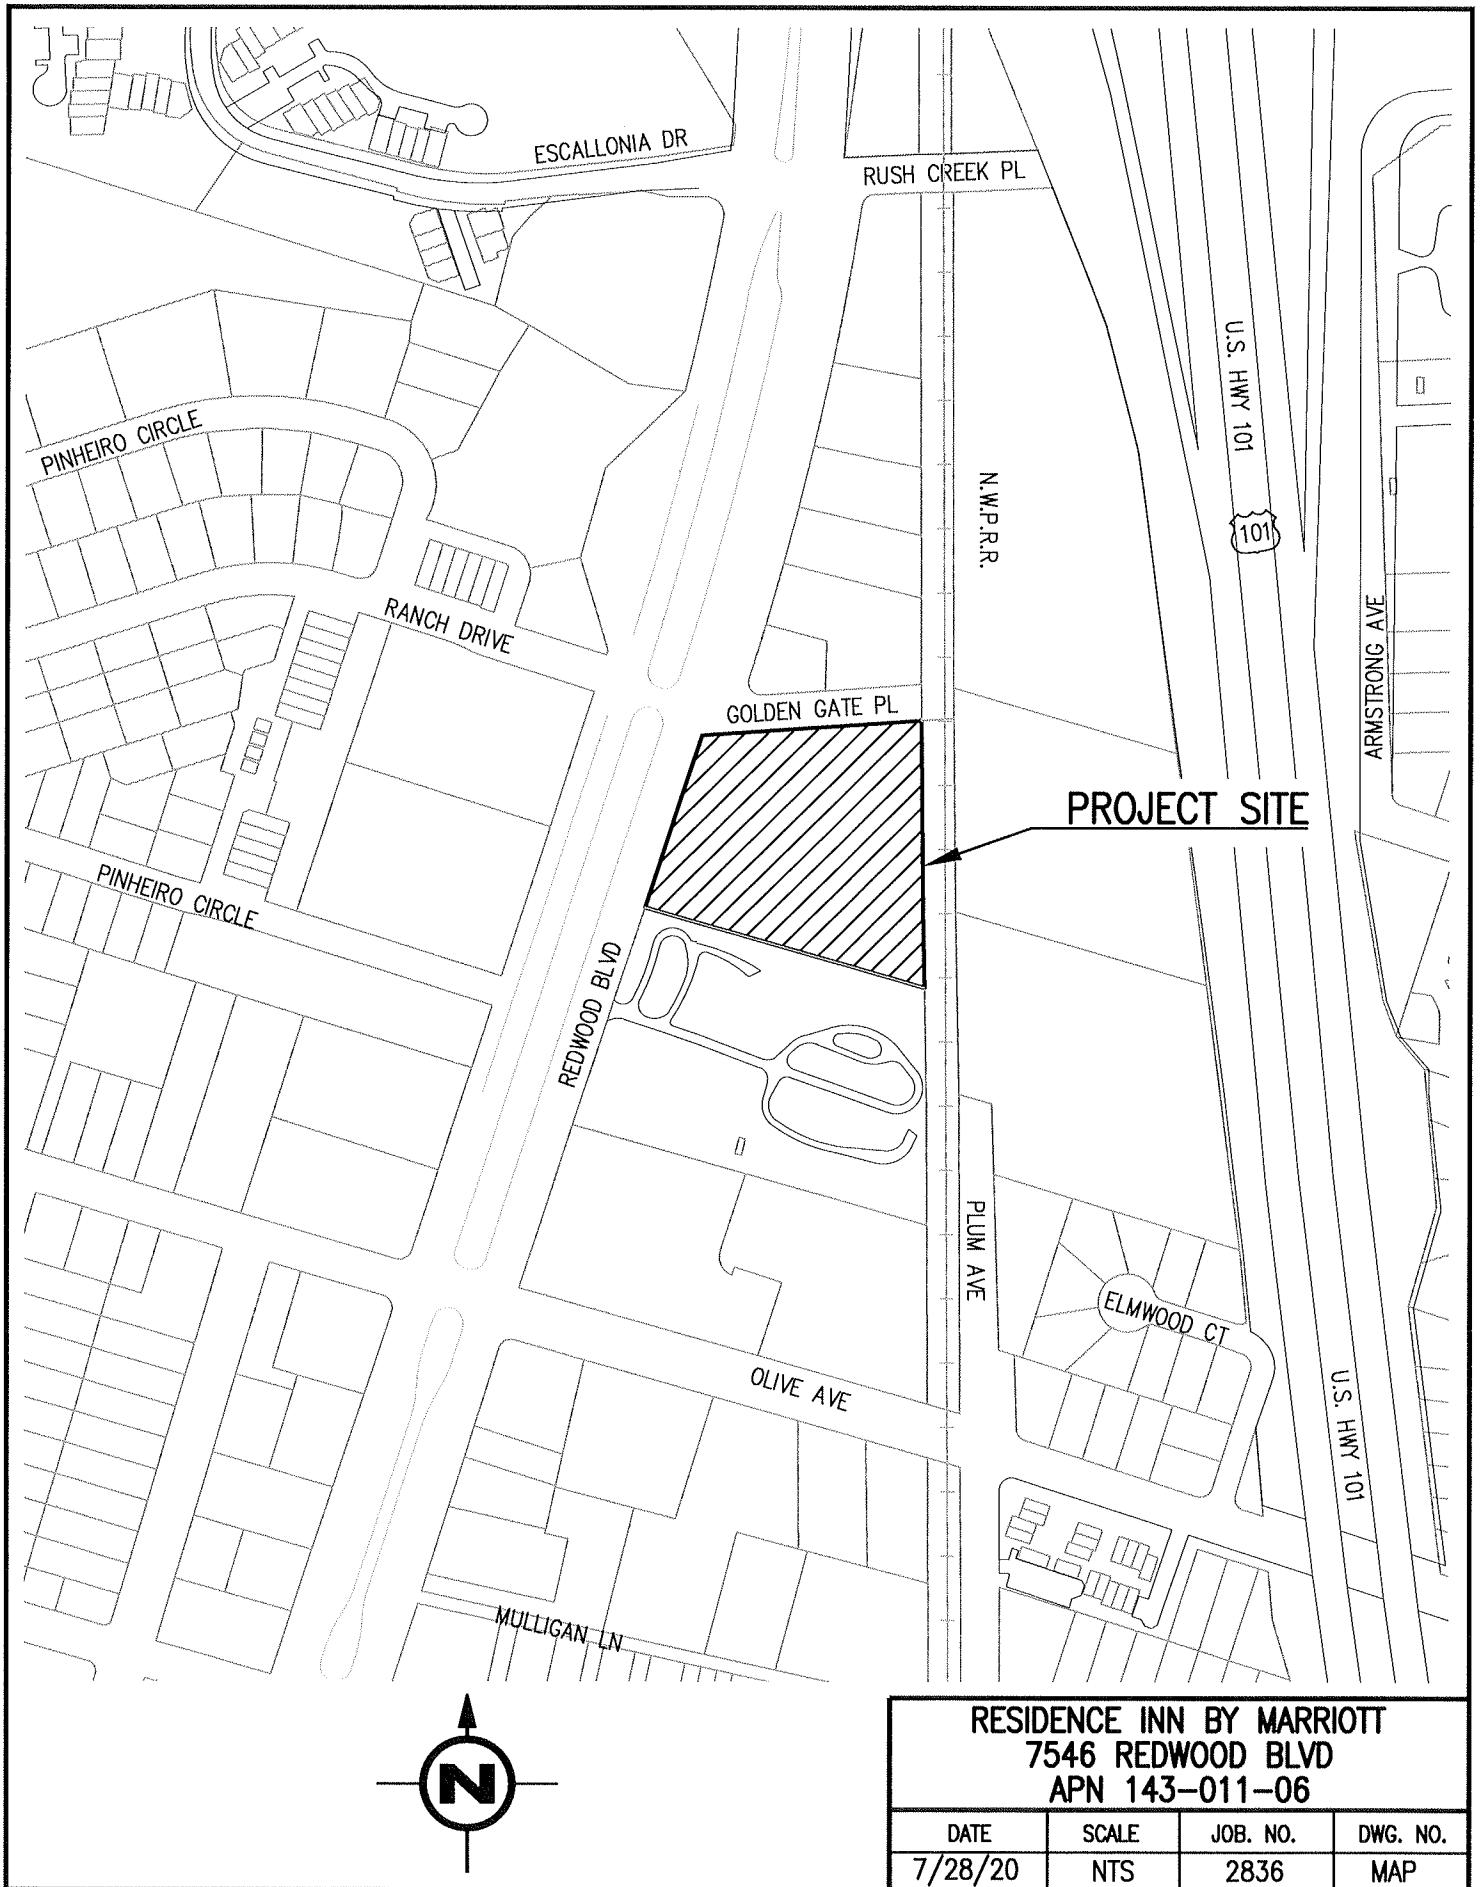 ESCALLONIA DR
RUSH CREEK PL
U.S. HWY 101
PINHEIRO CIRCLE
N.W.P.R.R.
101
RANCH DRIVE
ARMSTRONG AVE
GOLDEN GATE PL
PROJECT SITE
PINHEIRO CIRCLE
REDWOOD BLVD
PLUM AVE
ELMWOOD CT
OLIVE AVE
U.S. HWY 101
MULLIGAN LN
N
RESIDENCE INN BY MARRIOTT
7546 REDWOOD BLVD
APN 143-011-06
DATE SCALE JOB. NO. DWG. NO.
7/28/20 NTS 2836 MAP